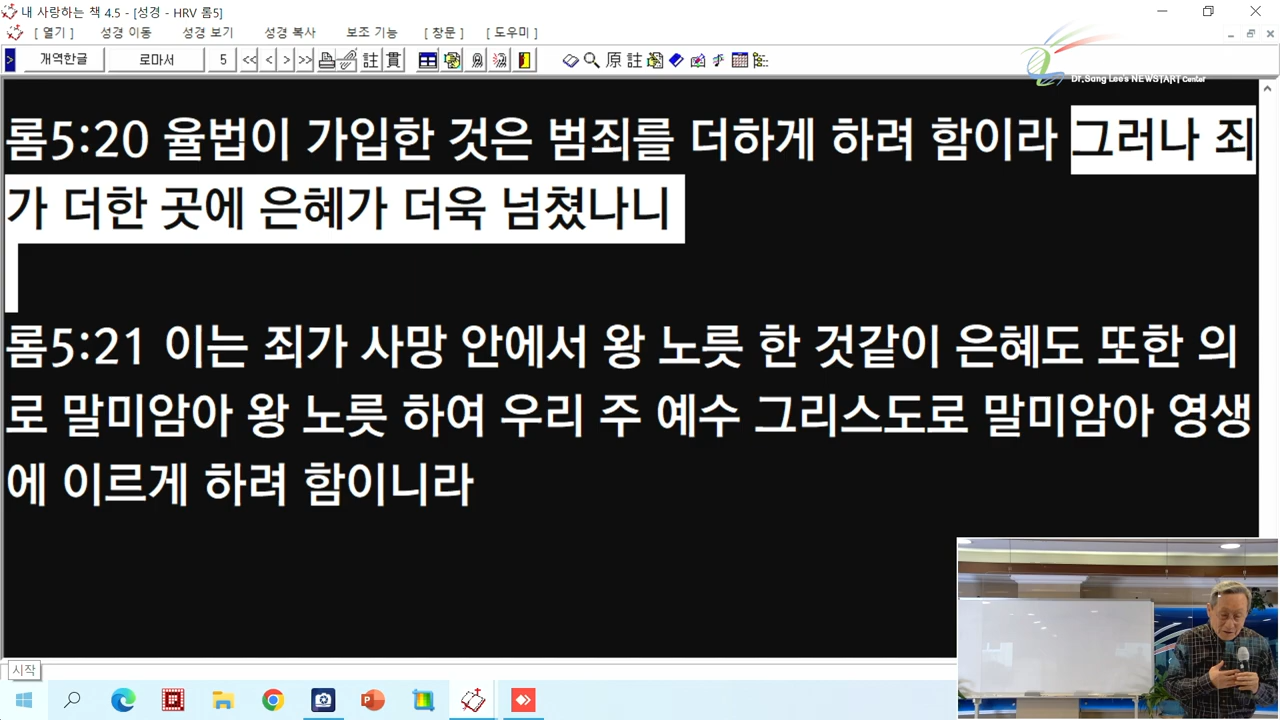 내 사랑하는 책 4.5 - [성경 - HRV 롬5]
[ 열기 ] 성경 이동 성경 보기 성경 복사 보조 기능 [ 창문 ] [ 도우미 ]
개역한글 로마서 5 << < > >> 註 貫 原 註
Dr.Sang Lee's NEWSTART Center
롬5:20 율법이 가입한 것은 범죄를 더하게 하려 함이라 그러나 죄
가 더한 곳에 은혜가 더욱 넘쳤나니
롬5:21 이는 죄가 사망 안에서 왕 노릇 한 것같이 은혜도 또한 의
로 말미암아 왕 노릇 하여 우리 주 예수 그리스도로 말미암아 영생
에 이르게 하려 함이니라
시작